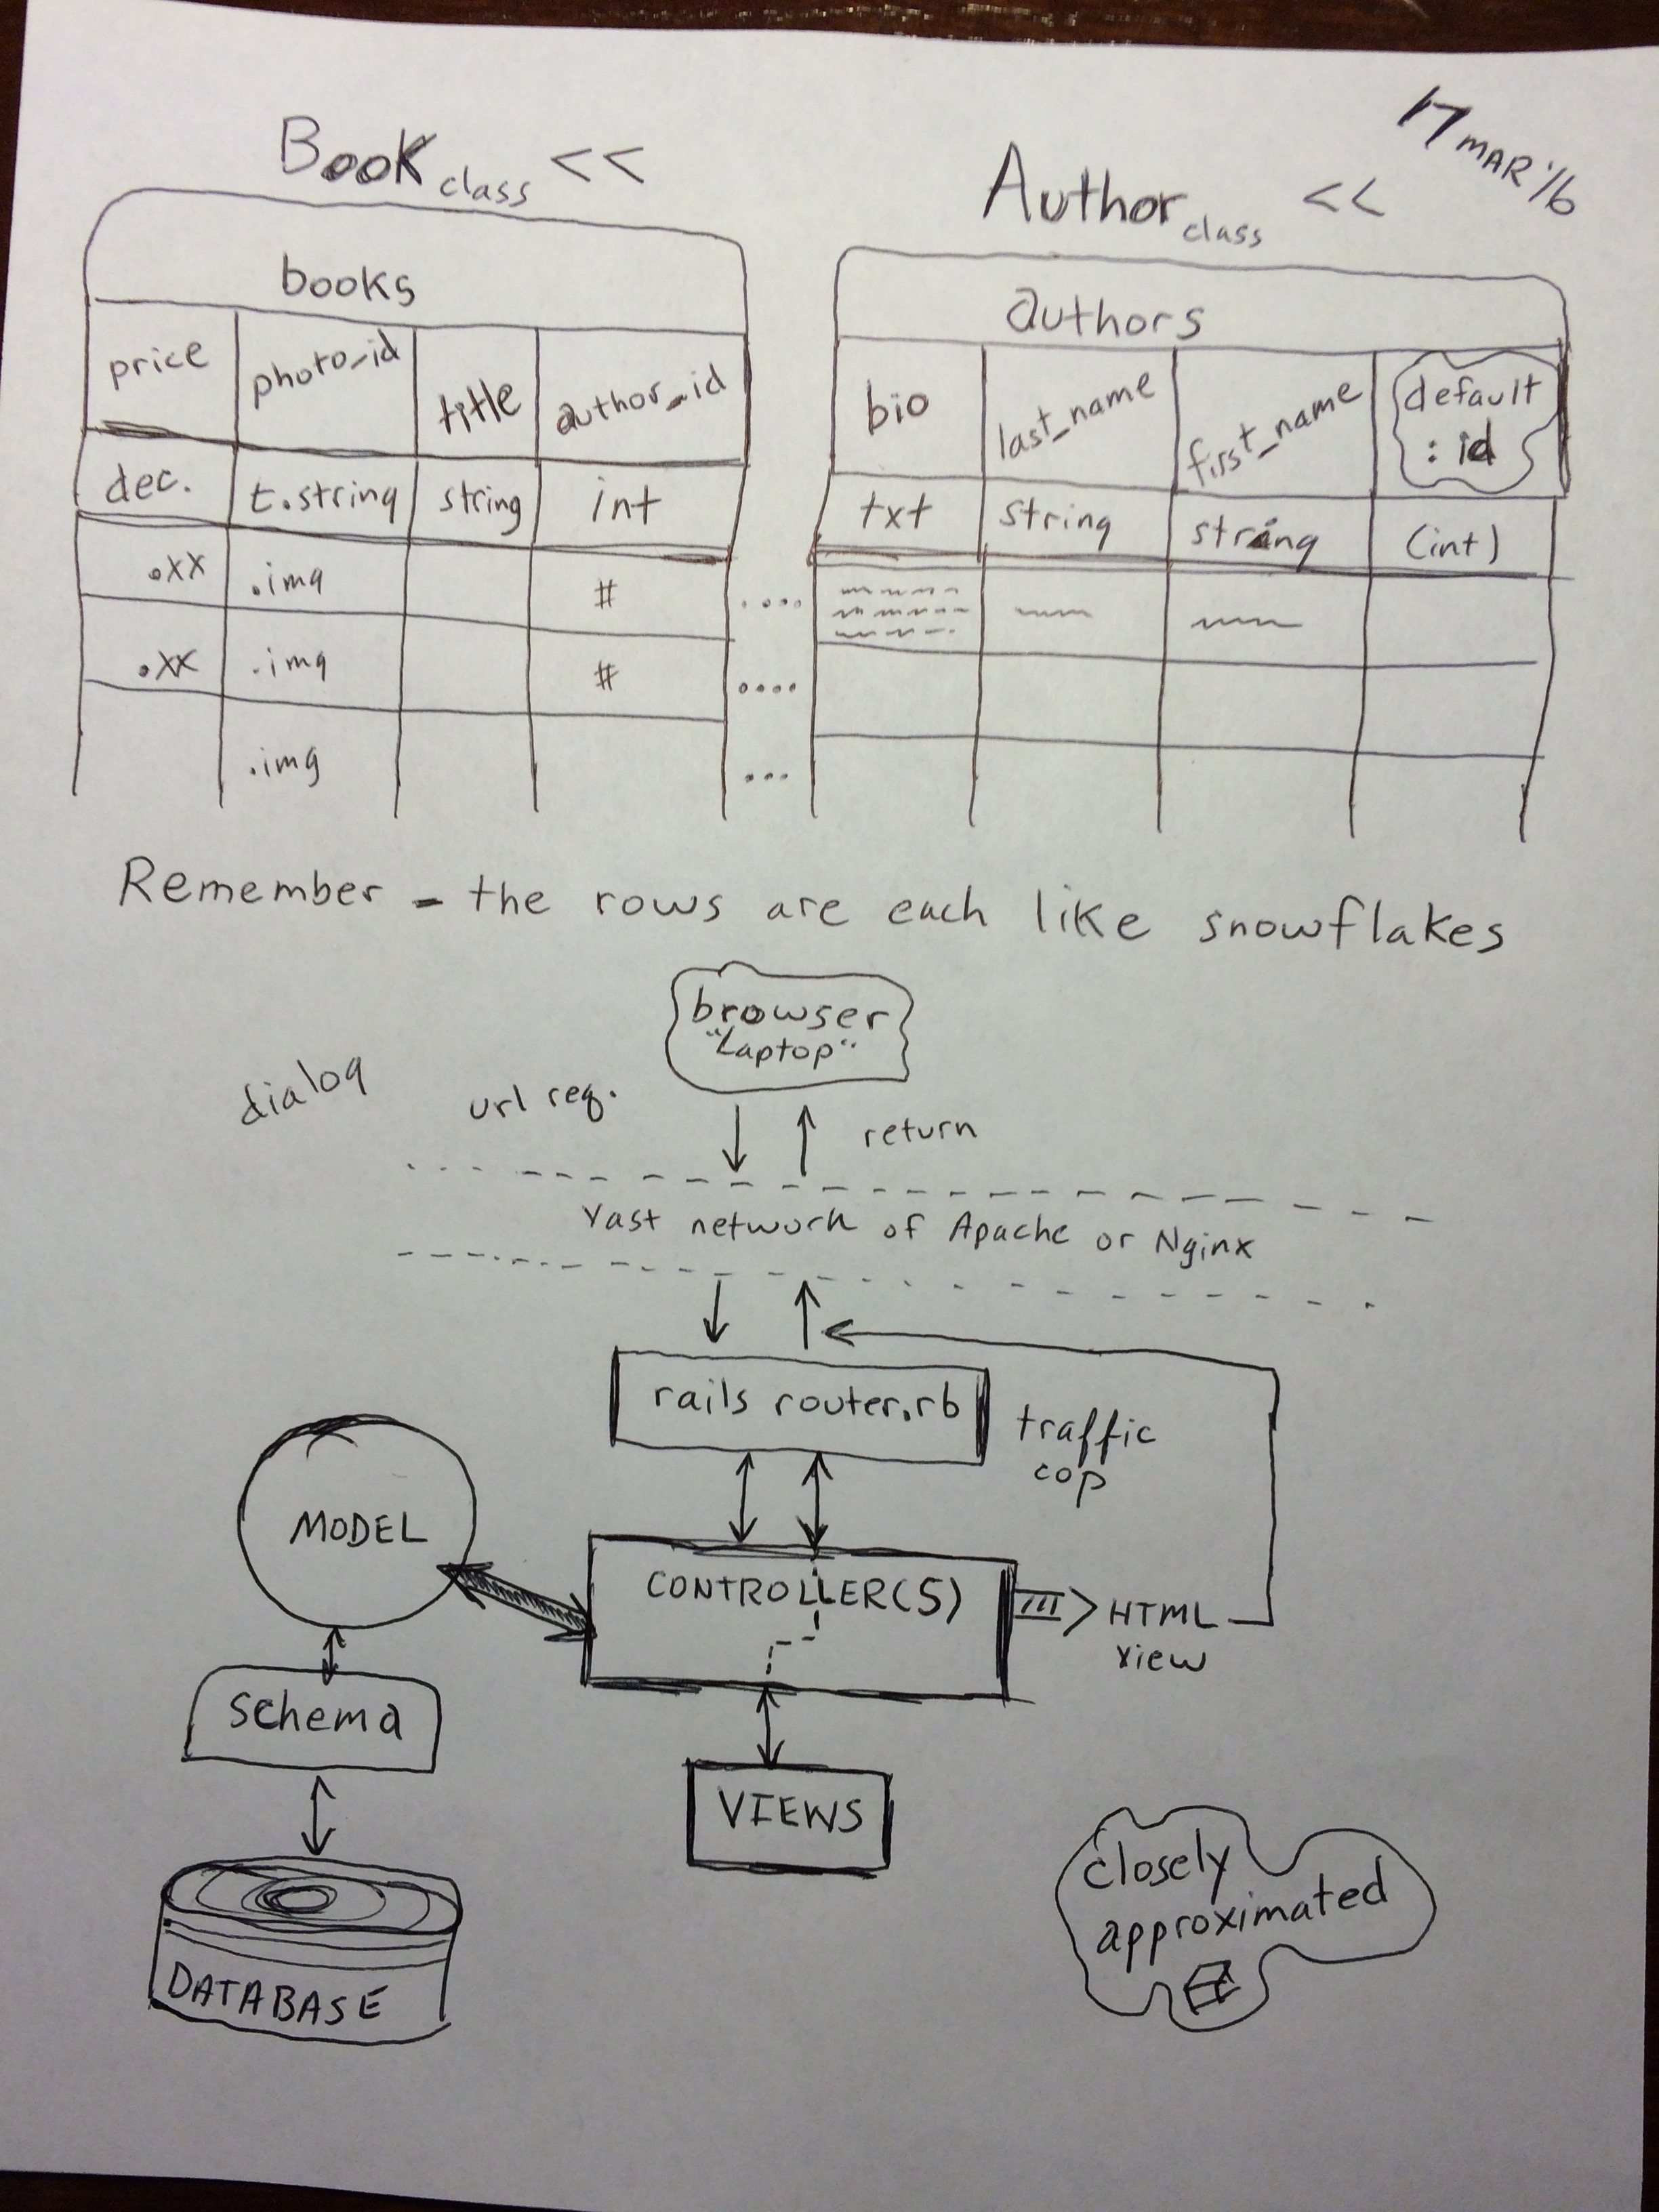 17 MAR '16
Book class <<
Author class <<
books
price photo_id title author_id
dec. t.string string int
.xx .img # ....
.xx .img # ....
.img ...
authors
bio last_name first_name default : id
txt string string (int)
Remember - the rows are each like snowflakes
browser
"Laptop"
dialog
url req.
return
Vast network of Apache or Nginx
rails router.rb
traffic
cop
MODEL
CONTROLLER(S)
HTML
view
schema
VIEWS
DATABASE
closely
approximated